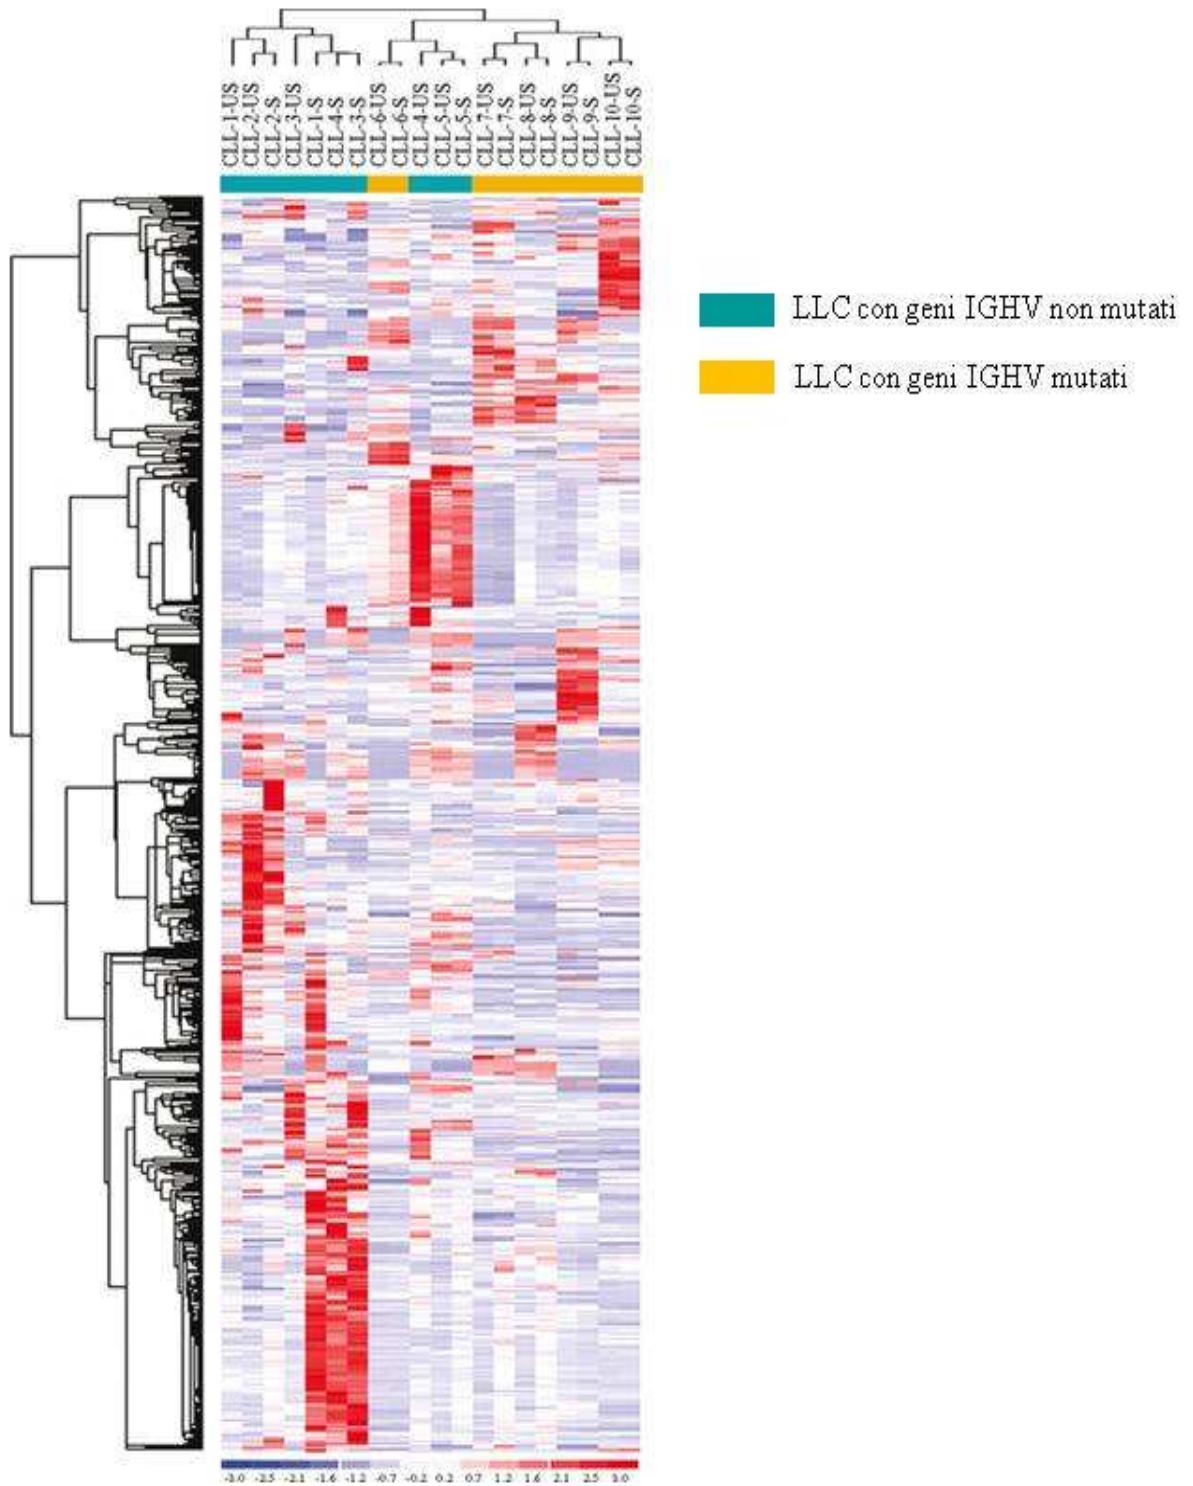 CLL-1-US
CLL-2-US
CLL-2-S
CLL-3-US
CLL-1-S
CLL-4-S
CLL-3-S
CLL-6-US
CLL-6-S
CLL-4-US
CLL-5-US
CLL-5-S
CLL-7-US
CLL-7-S
CLL-8-US
CLL-8-S
CLL-9-US
CLL-9-S
CLL-10-US
CLL-10-S
LLC con geni IGHV non mutati
LLC con geni IGHV mutati
-3.0 -2.5 -2.1 -1.6 -1.2 -0.7 -0.2 0.2 0.7 1.2 1.6 2.1 2.5 3.0